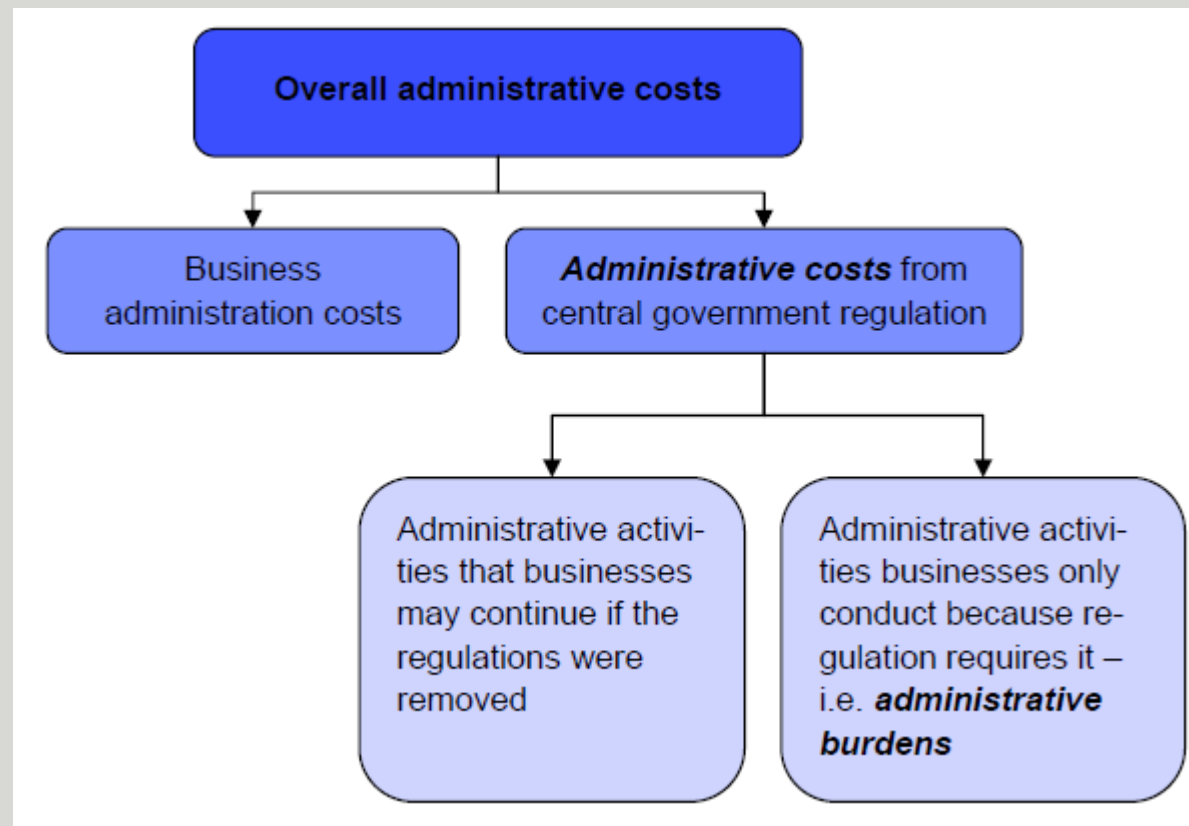 Overall administrative costs
Business
administration costs
Administrative costs from
central government regulation
Administrative activi-
ties that businesses
may continue if the
regulations were
removed
Administrative activi-
ties businesses only
conduct because re-
gulation requires it –
i.e. administrative
burdens